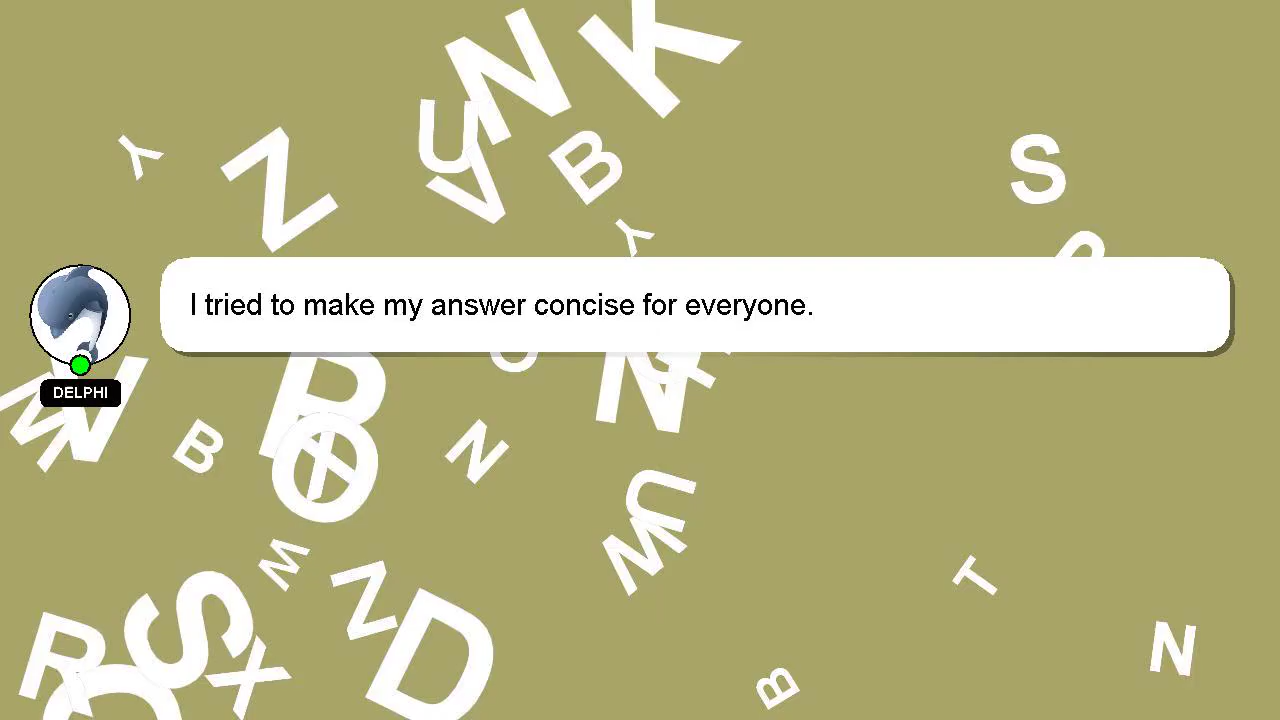 I tried to make my answer concise for everyone.
DELPHI
K
N
U
Y
Z
V
B
S
Y
B
N
W
X
U
W
W
Z
T
S
D
R
X
N
B